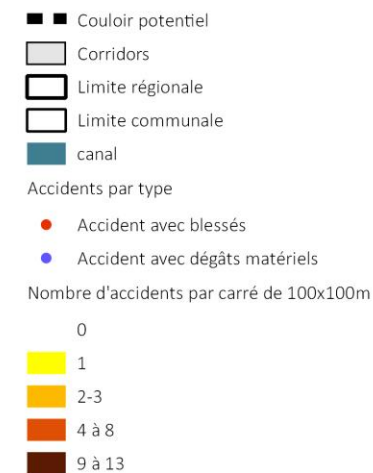 Couloir potentiel
Corridors
Limite régionale
Limite communale
canal
Accidents par type
Accident avec blessés
Accident avec dégâts matériels
Nombre d'accidents par carré de 100x100m
0
1
2-3
4 à 8
9 à 13